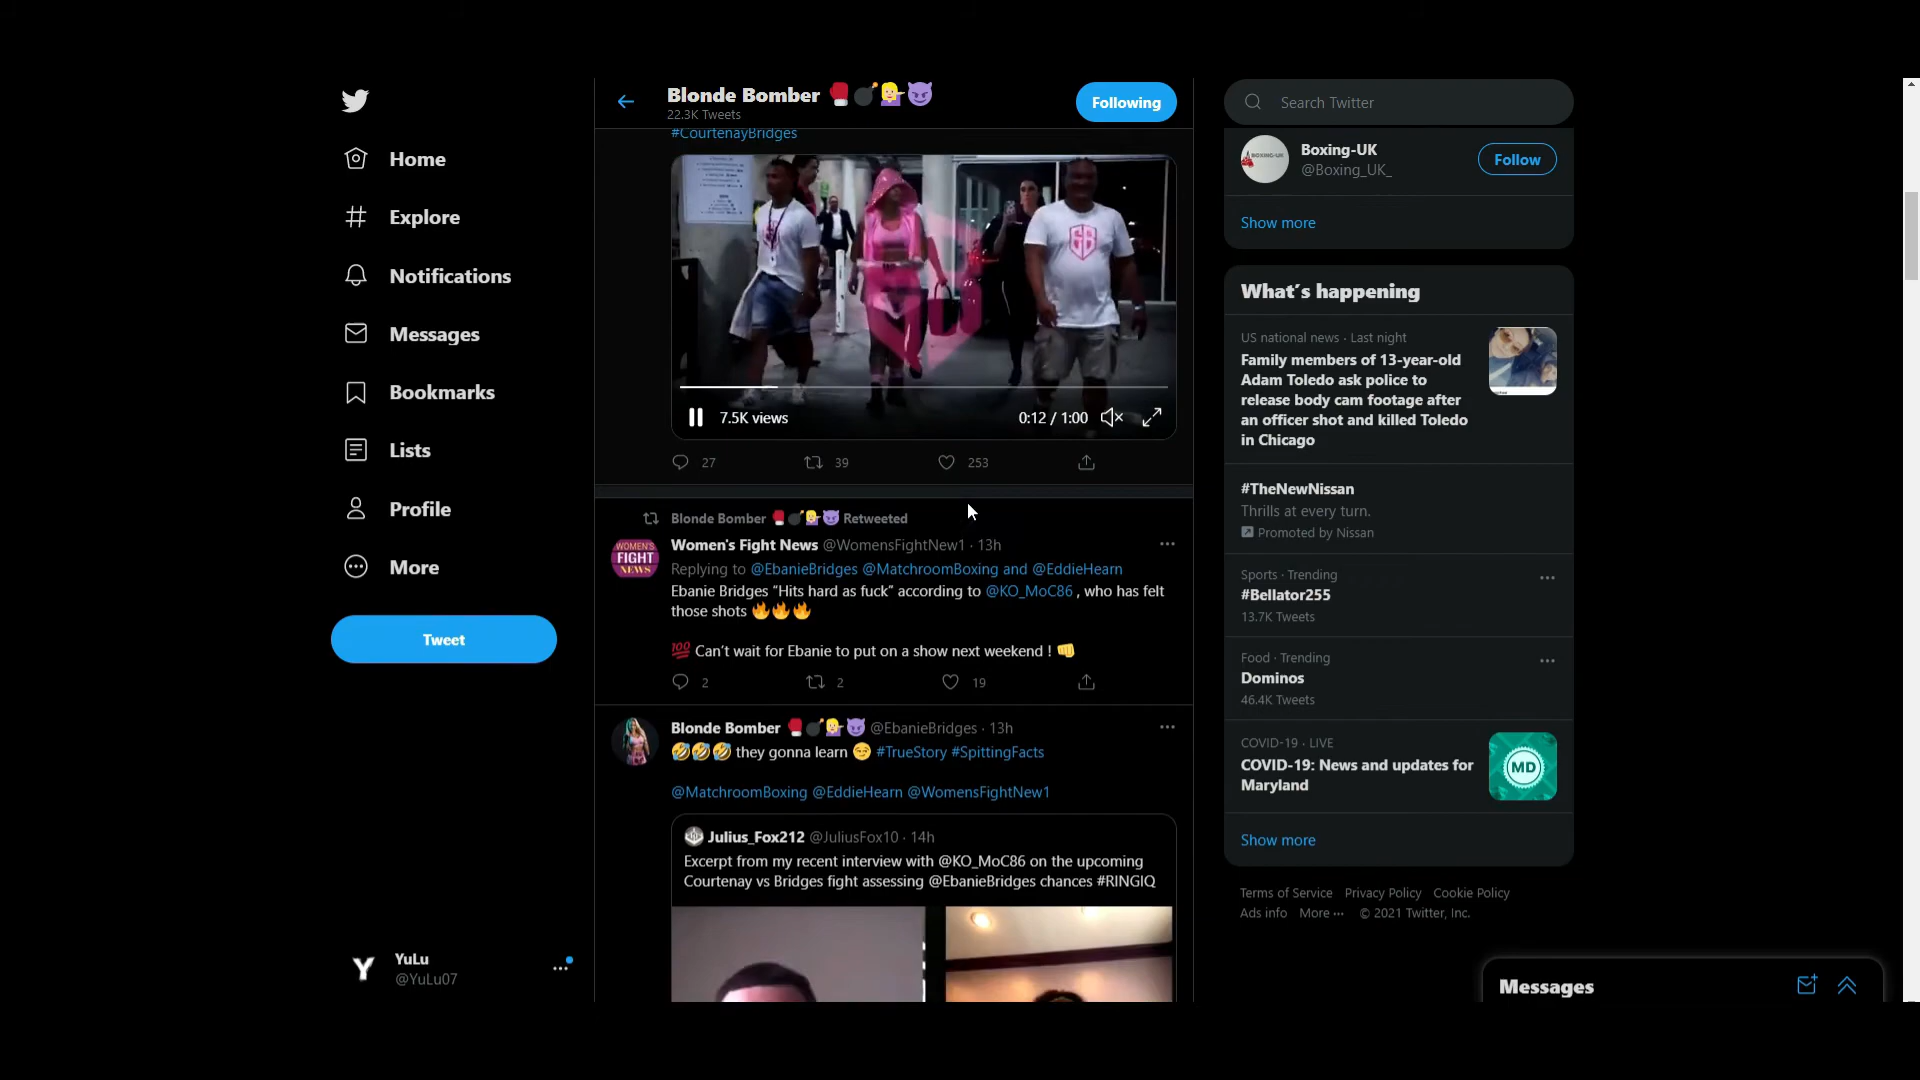 Home
Explore
Notifications
Messages
Bookmarks
Lists
Profile
More
Tweet
YuLu
@YuLu07
Blonde Bomber 🥊💣💁🏼‍♀️😈
22.3K Tweets
Following
#CourtenayBridges
7.5K views
0:12 / 1:00
27
39
253
Blonde Bomber 🥊💣💁🏼‍♀️😈 Retweeted
Women's Fight News @WomensFightNew1 · 13h
WOMEN'S
FIGHT
NEWS
Replying to @EbanieBridges @MatchroomBoxing and @EddieHearn
Ebanie Bridges "Hits hard as fuck" according to @KO_MoC86 , who has felt
those shots 🔥🔥🔥
💯 Can't wait for Ebanie to put on a show next weekend ! 👊
2
2
19
Blonde Bomber 🥊💣💁🏼‍♀️😈 @EbanieBridges · 13h
🤣🤣🤣 they gonna learn 😏 #TrueStory #SpittingFacts
@MatchroomBoxing @EddieHearn @WomensFightNew1
Julius_Fox212 @JuliusFox10 · 14h
Excerpt from my recent interview with @KO_MoC86 on the upcoming
Courtenay vs Bridges fight assessing @EbanieBridges chances #RINGIQ
Search Twitter
BOXING-UK
Boxing-UK
@Boxing_UK_
Follow
Show more
What's happening
US national news · Last night
Family members of 13-year-old
Adam Toledo ask police to
release body cam footage after
an officer shot and killed Toledo
in Chicago
#TheNewNissan
Thrills at every turn.
Promoted by Nissan
Sports · Trending
#Bellator255
13.7K Tweets
Food · Trending
Dominos
46.4K Tweets
COVID-19 · LIVE
COVID-19: News and updates for
Maryland
MD
Show more
Terms of Service Privacy Policy Cookie Policy
Ads info More ··· © 2021 Twitter, Inc.
Messages